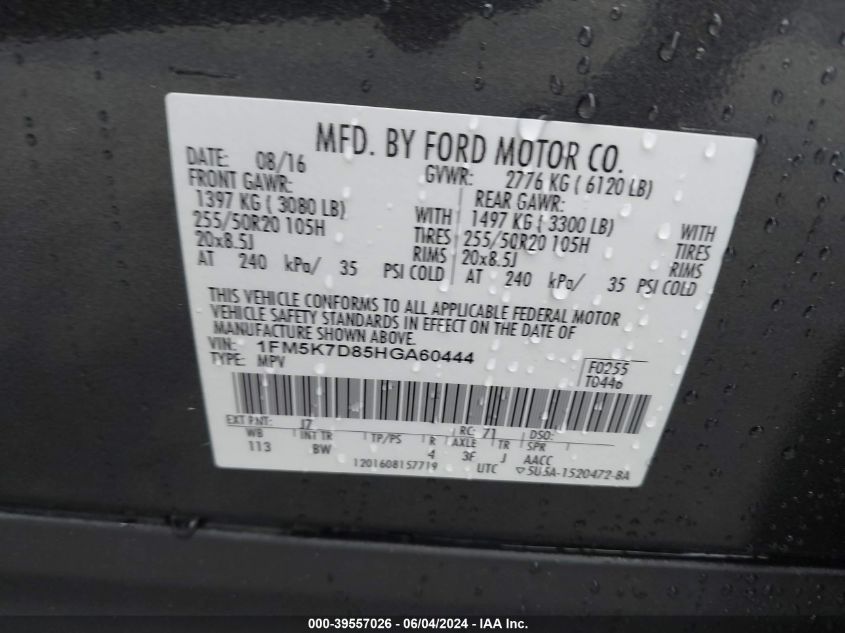 MFD. BY FORD MOTOR CO.
DATE: 08/16 GVWR: 2776 KG ( 6120 LB)
FRONT GAWR: REAR GAWR:
1397 KG ( 3080 LB) WITH 1497 KG ( 3300 LB) WITH
255/50R20 105H TIRES 255/50R20 105H TIRES
20x8.5J RIMS 20x8.5J RIMS
AT 240 kPa/ 35 PSI COLD AT 240 kPa/ 35 PSI COLD
THIS VEHICLE CONFORMS TO ALL APPLICABLE FEDERAL MOTOR
VEHICLE SAFETY STANDARDS IN EFFECT ON THE DATE OF
MANUFACTURE SHOWN ABOVE.
VIN: 1FM5K7D85HGA60444
TYPE: MPV
F0255
T0446
EXT PNT: J7 RC: 71 DSO:
WB INT TR TP/PS R AXLE TR SPR
113 BW 4 3F J AACC
1201608157719 UTC 5U5A-1520472-BA
000-39557026 - 06/04/2024 - IAA Inc.